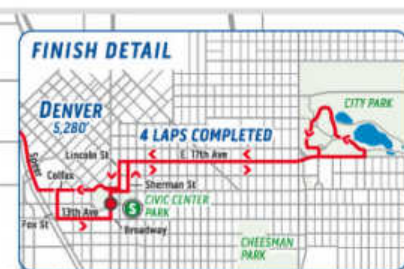 FINISH DETAIL
CITY PARK
DENVER
5,280'
4 LAPS COMPLETED
Lincoln St
E. 17th Ave
Speer
Colfax
Sherman St
S
CIVIC CENTER
PARK
13th Ave
Fox St
Broadway
CHEESMAN
PARK